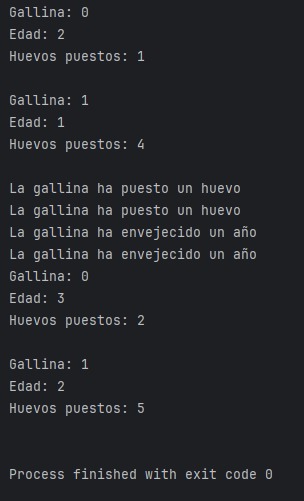 Gallina: 0
Edad: 2
Huevos puestos: 1
Gallina: 1
Edad: 1
Huevos puestos: 4
La gallina ha puesto un huevo
La gallina ha puesto un huevo
La gallina ha envejecido un año
La gallina ha envejecido un año
Gallina: 0
Edad: 3
Huevos puestos: 2
Gallina: 1
Edad: 2
Huevos puestos: 5
Process finished with exit code 0